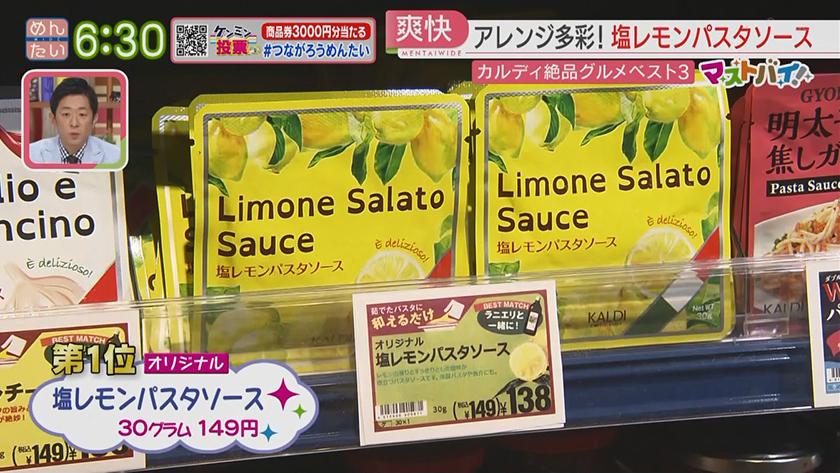 めんたい
WIDE
6:30
ケンミン投票
商品券3000円分当たる
#つながろうめんたい
爽快
MENTAIWIDE
アレンジ多彩！塩レモンパスタソース
カルディ絶品グルメベスト3
マストバイ!!
Limone Salato
Sauce
塩レモンパスタソース
È delizioso!
Limone Salato
Sauce
塩レモンパスタソース
È delizioso!
KALDI
Net WT
30g
lio e
ncino
È delizioso!
明太
焦しガ
Pasta Sauce
茹でたパスタに
和えるだけ
BEST MATCH
ラニエリと
一緒に!
オリジナル
塩レモンパスタソース
30g
(税込)¥149)
¥138
BEST MATCH
第1位
オリジナル
塩レモンパスタソース
30グラム 149円